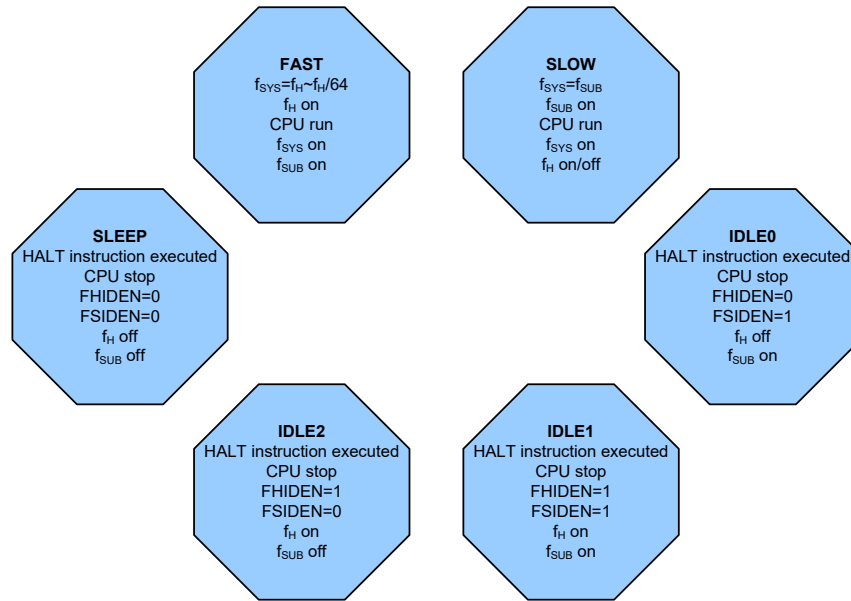 FAST
fSYS=fH~fH/64
fH on
CPU run
fSYS on
fSUB on
SLOW
fSYS=fSUB
fSUB on
CPU run
fSYS on
fH on/off
SLEEP
HALT instruction executed
CPU stop
FHIDEN=0
FSIDEN=0
fH off
fSUB off
IDLE0
HALT instruction executed
CPU stop
FHIDEN=0
FSIDEN=1
fH off
fSUB on
IDLE2
HALT instruction executed
CPU stop
FHIDEN=1
FSIDEN=0
fH on
fSUB off
IDLE1
HALT instruction executed
CPU stop
FHIDEN=1
FSIDEN=1
fH on
fSUB on